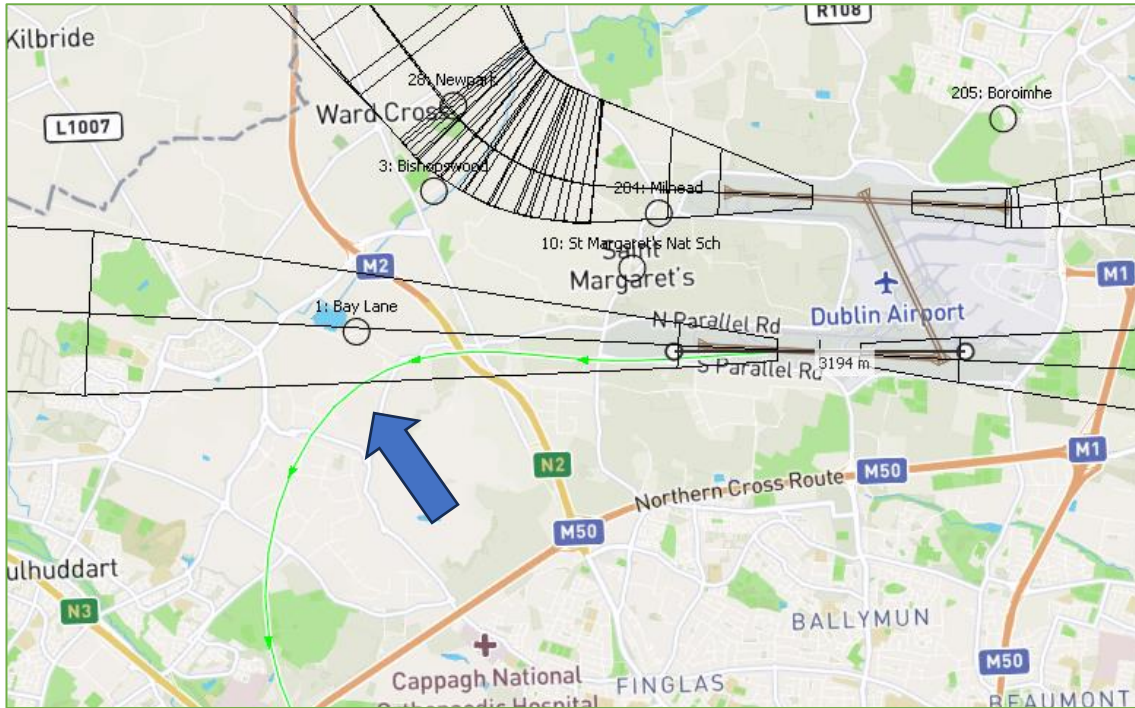 R108
Kilbride
28: Newpark
205: Boroimhe
Ward Cross
L1007
3: Bishopswood
204: Milhead
10: St Margaret's Nat Sch
Saint
Margaret's
M2
M1
1: Bay Lane
Dublin Airport
N Parallel Rd
S Parallel Rd
3194 m
M1
N2
M50
Northern Cross Route
M50
ulhuddart
N3
BALLYMUN
M50
Cappagh National
Orthopaedic Hospital
FINGLAS
BEAUMONT